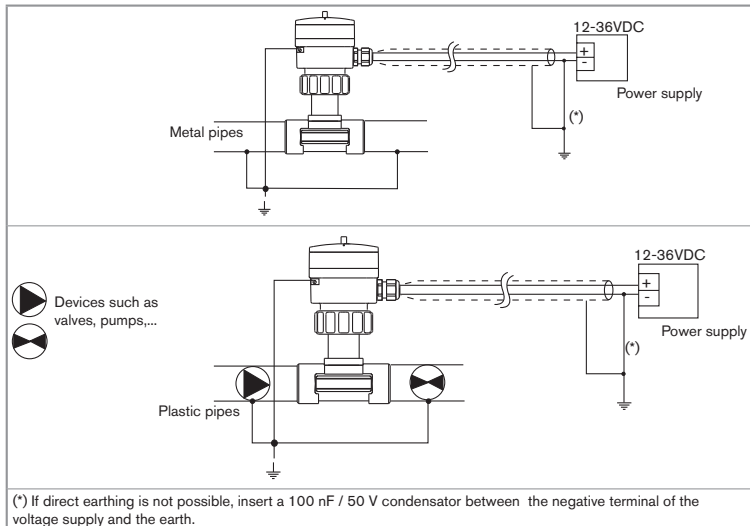 12-36VDC
+
-
Power supply
(*)
Metal pipes
12-36VDC
+
-
Devices such as
valves, pumps,...
Power supply
(*)
Plastic pipes
(*) If direct earthing is not possible, insert a 100 nF / 50 V condensator between the negative terminal of the
voltage supply and the earth.